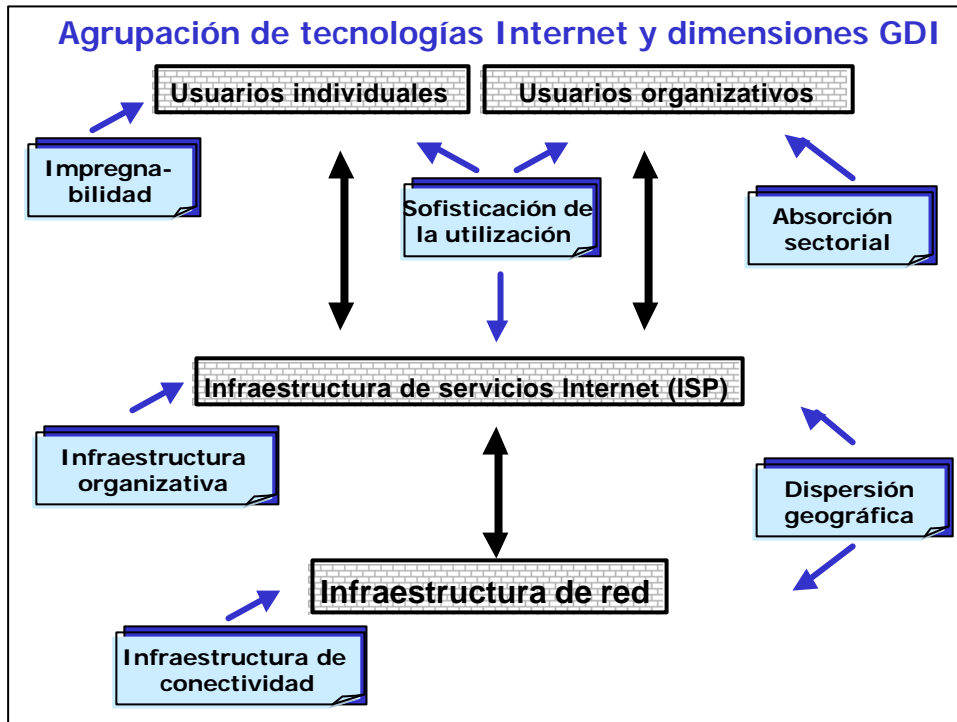 Agrupación de tecnologías Internet y dimensiones GDI
Usuarios individuales
Usuarios organizativos
Impregna-
bilidad
Sofisticación de
la utilización
Absorción
sectorial
Infraestructura de servicios Internet (ISP)
Infraestructura
organizativa
Dispersión
geográfica
Infraestructura de red
Infraestructura de
conectividad